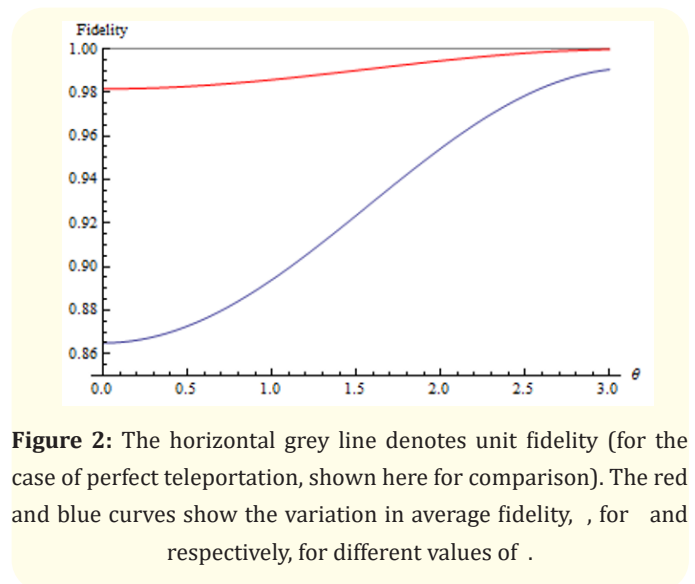 Fidelity
1.00
0.98
0.96
0.94
0.92
0.90
0.88
0.86
0.0 0.5 1.0 1.5 2.0 2.5 3.0 θ
Figure 2: The horizontal grey line denotes unit fidelity (for the
case of perfect teleportation, shown here for comparison). The red
and blue curves show the variation in average fidelity, , for and
respectively, for different values of .